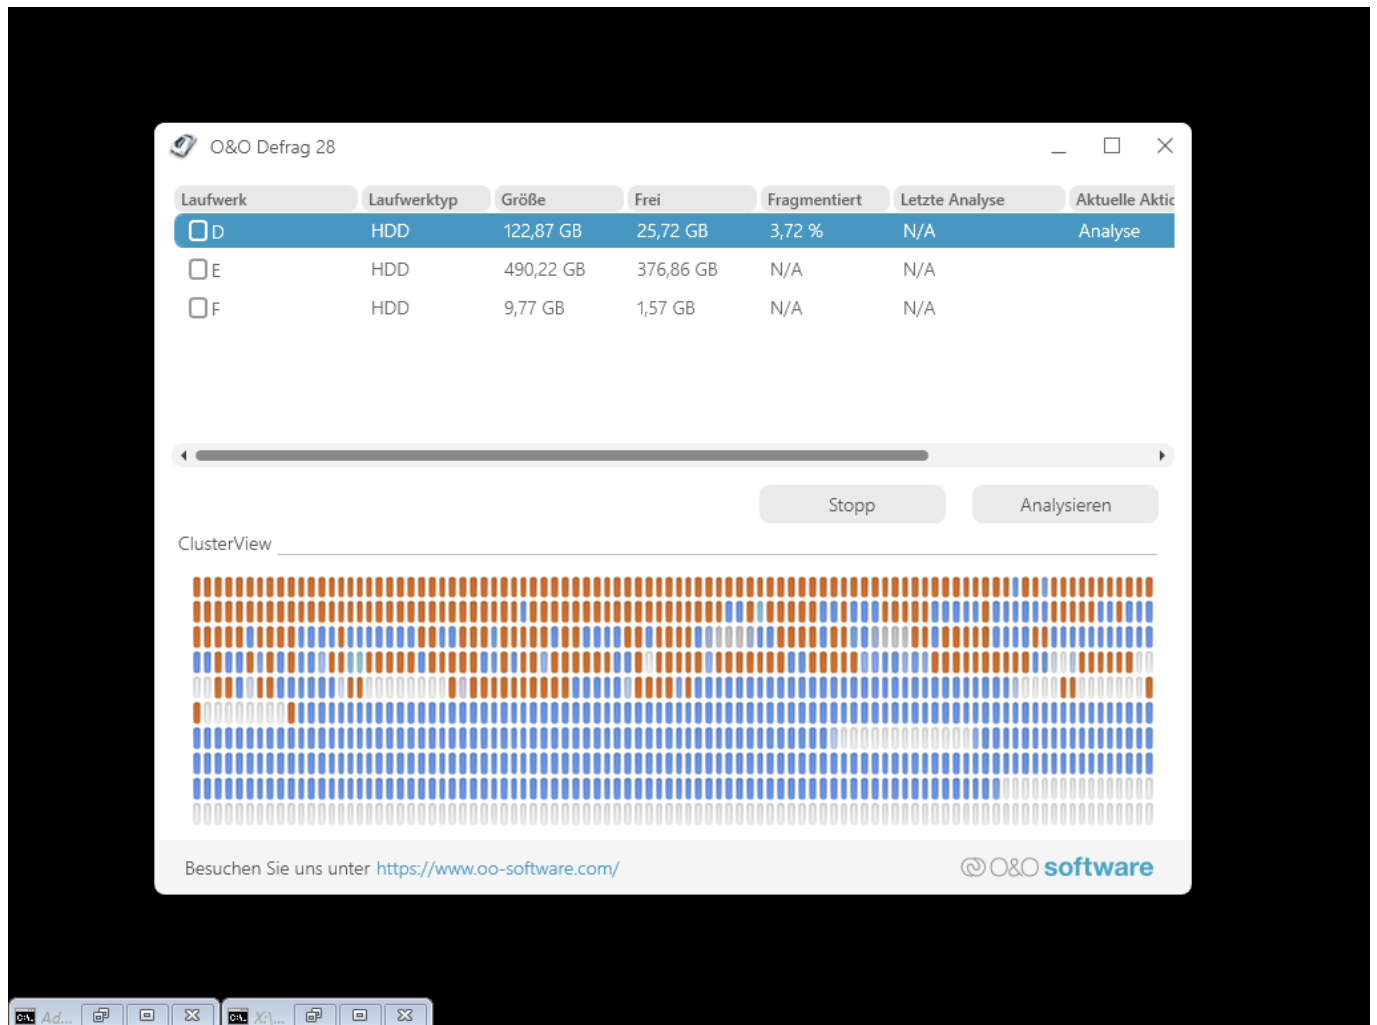 O&O Defrag 28
Laufwerk Laufwerktyp Größe Frei Fragmentiert Letzte Analyse Aktuelle Aktic
D HDD 122,87 GB 25,72 GB 3,72 % N/A Analyse
E HDD 490,22 GB 376,86 GB N/A N/A
F HDD 9,77 GB 1,57 GB N/A N/A
Stopp Analysieren
ClusterView
Besuchen Sie uns unter https://www.oo-software.com/ O&O software
C:\. Ad... C:\. X:\...